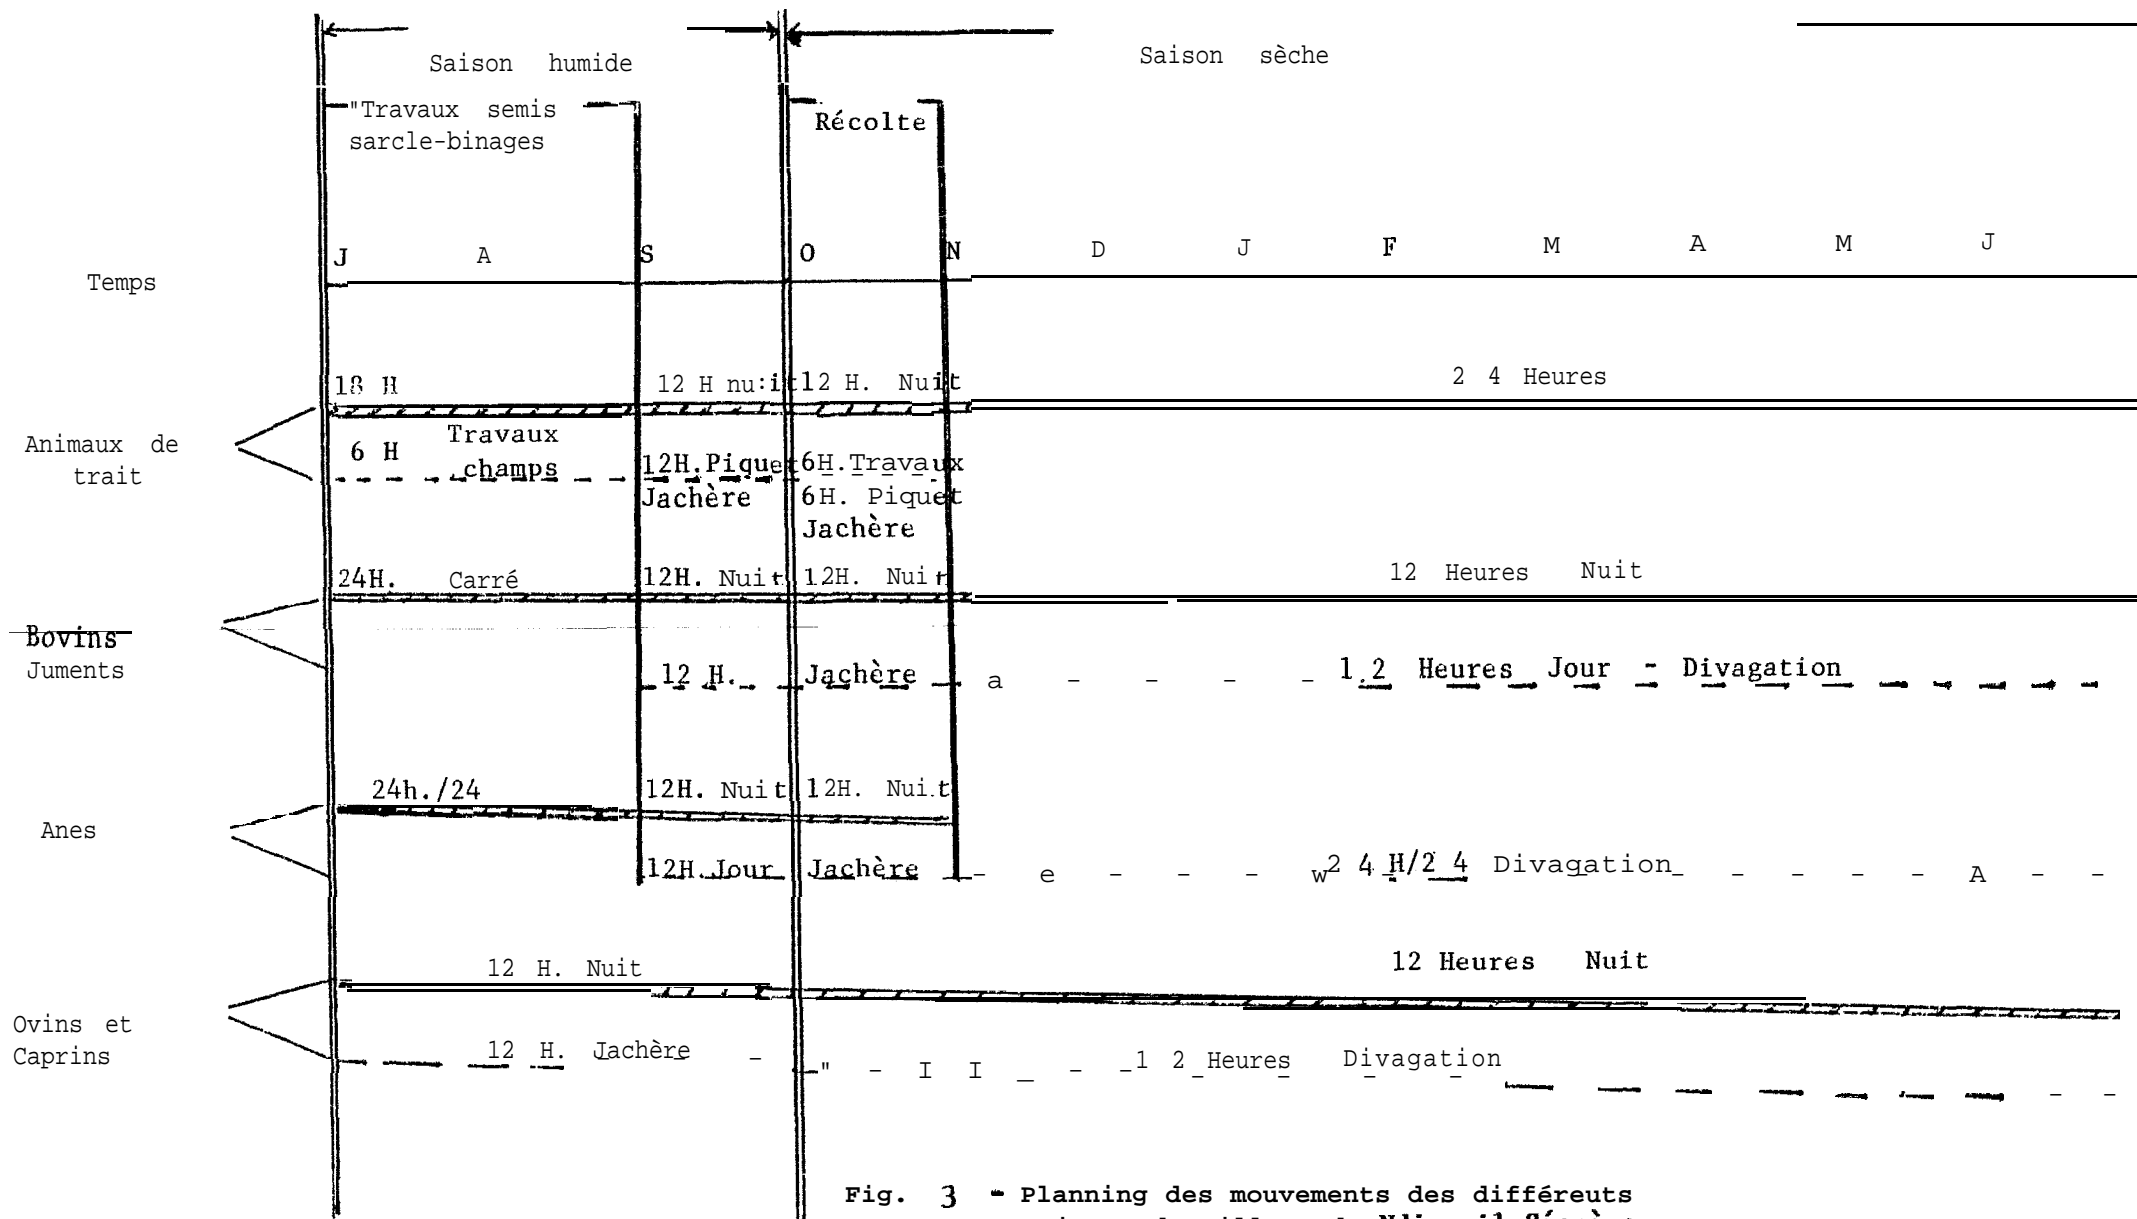 Saison humide
Saison sèche
"Travaux semis
sarcle-binages
Récolte
J A S O N D J F M A M J
Temps
18 H
12 H nu:it
12 H. Nuit
2 4 Heures
Animaux de
trait
6 H
Travaux
champs
12H.Piquet
Jachère
6H.Travaux
6H. Piquet
Jachère
24H. Carré
12H. Nuit
12H. Nuit
12 Heures Nuit
Bovins
Juments
12 H.
Jachère
1.2 Heures Jour - Divagation
24h./24
12H. Nuit
12H. Nuit
Anes
12H.Jour
Jachère
2 4 H/2 4 Divagation
12 H. Nuit
12 Heures Nuit
Ovins et
Caprins
12 H. Jachère
1 2 Heures Divagation
Fig. 3 - Planning des mouvements des différeuts